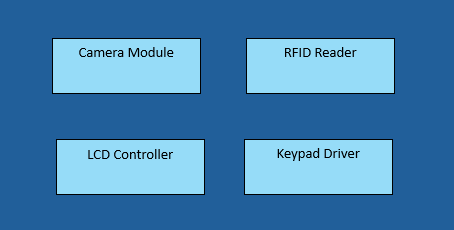 Camera Module
RFID Reader
LCD Controller
Keypad Driver